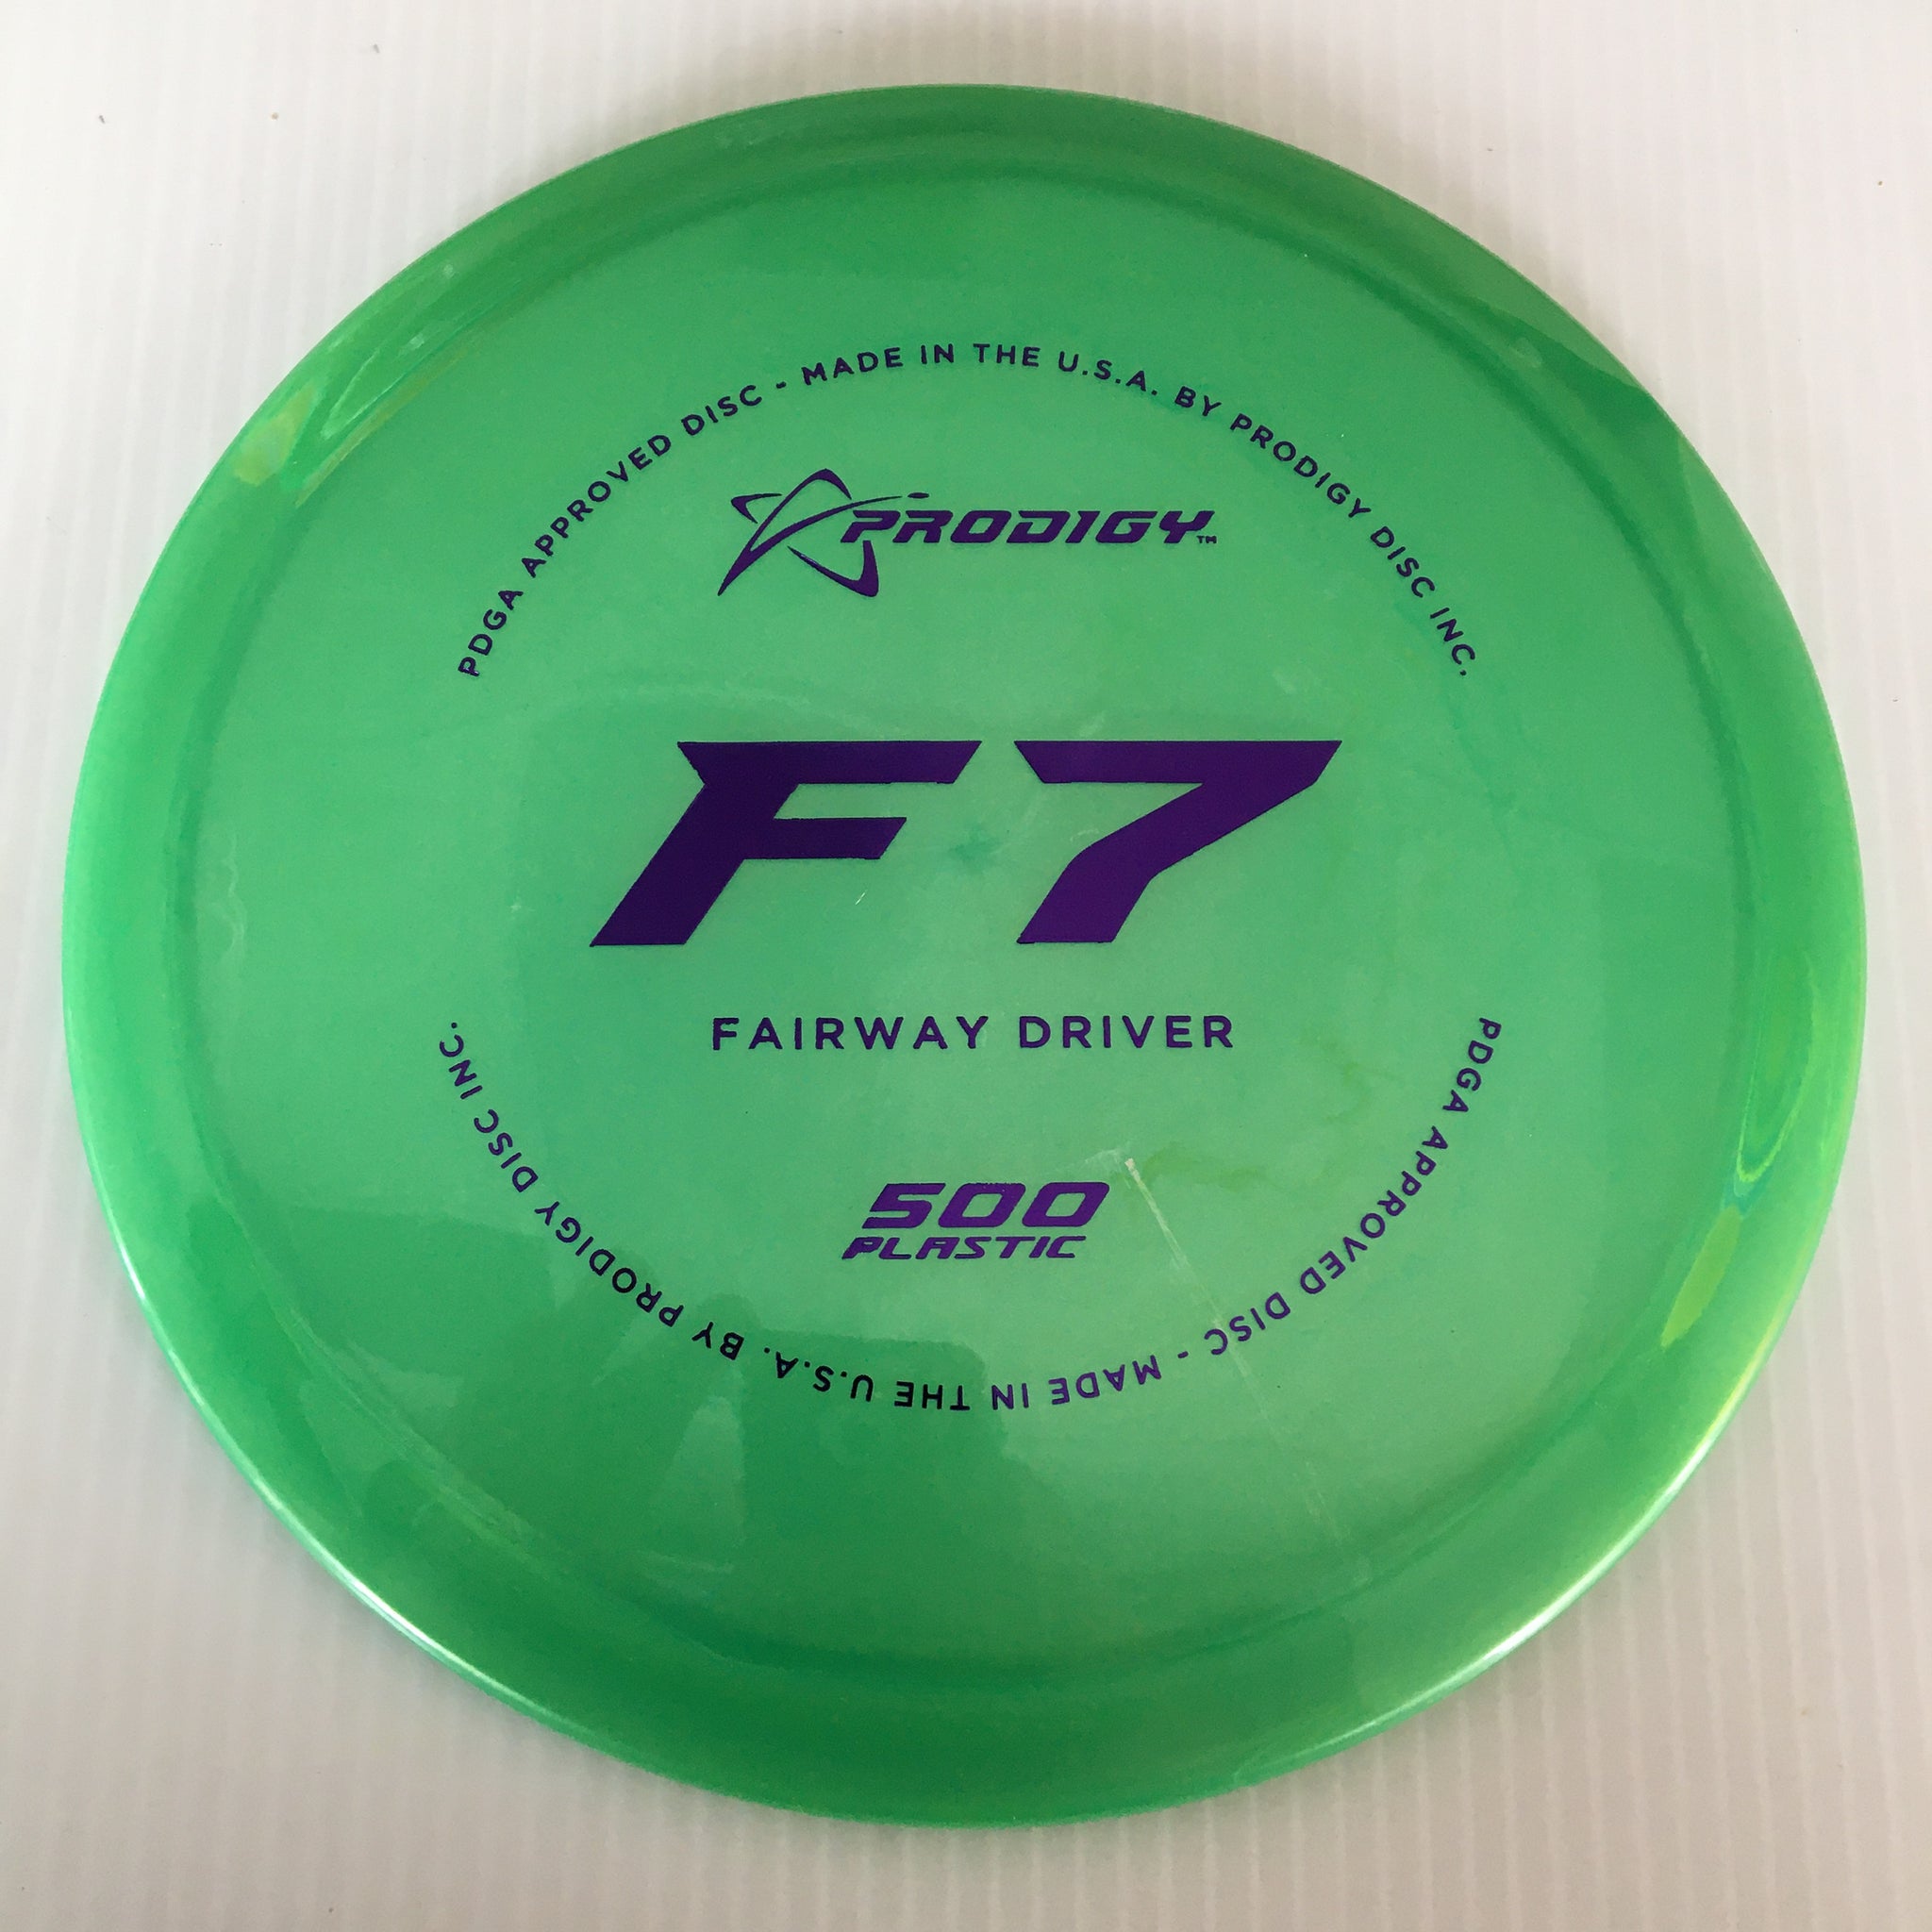 PDGA APPROVED DISC - MADE IN THE U.S.A. BY PRODIGY DISC INC.
PRODIGY™
F7
FAIRWAY DRIVER
500
PLASTIC
PDGA APPROVED DISC - MADE IN THE U.S.A. BY PRODIGY DISC INC.